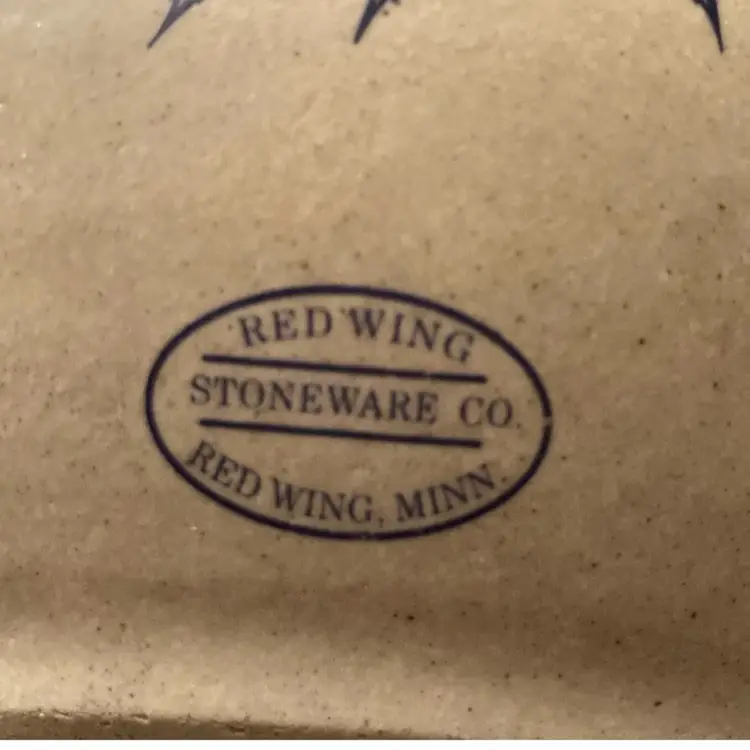 RED WING
STONEWARE CO.
RED WING, MINN.